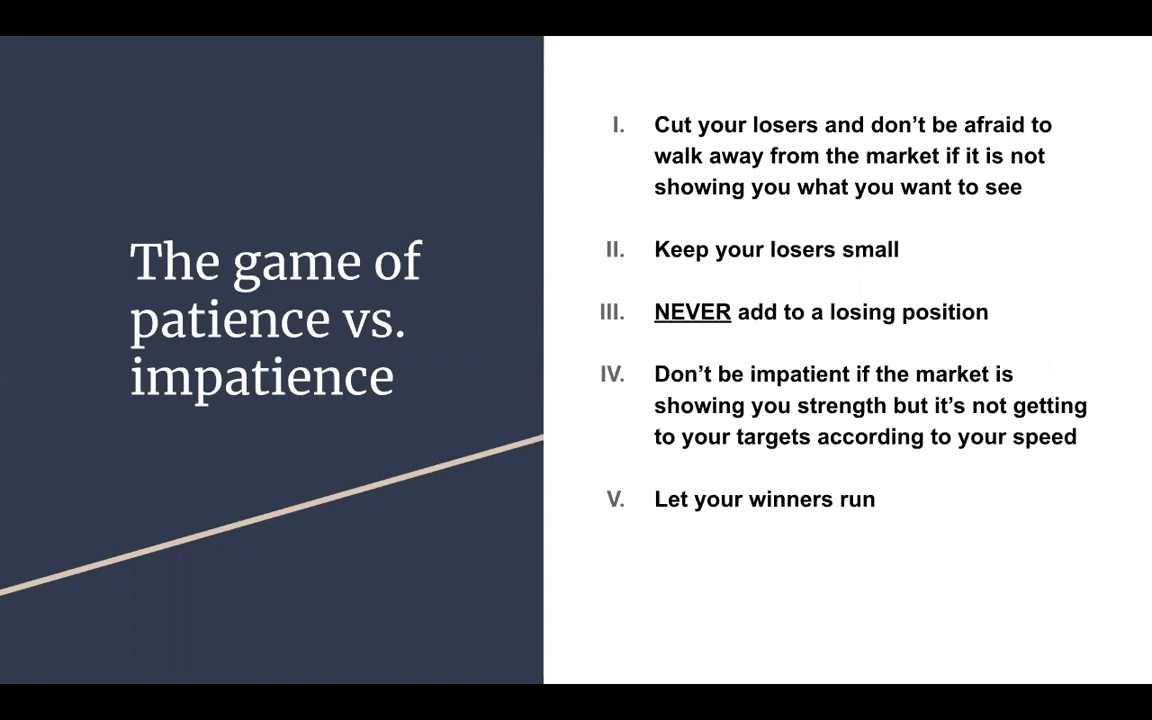 The game of
patience vs.
impatience
I. Cut your losers and don’t be afraid to
walk away from the market if it is not
showing you what you want to see
II. Keep your losers small
III. NEVER add to a losing position
IV. Don’t be impatient if the market is
showing you strength but it’s not getting
to your targets according to your speed
V. Let your winners run